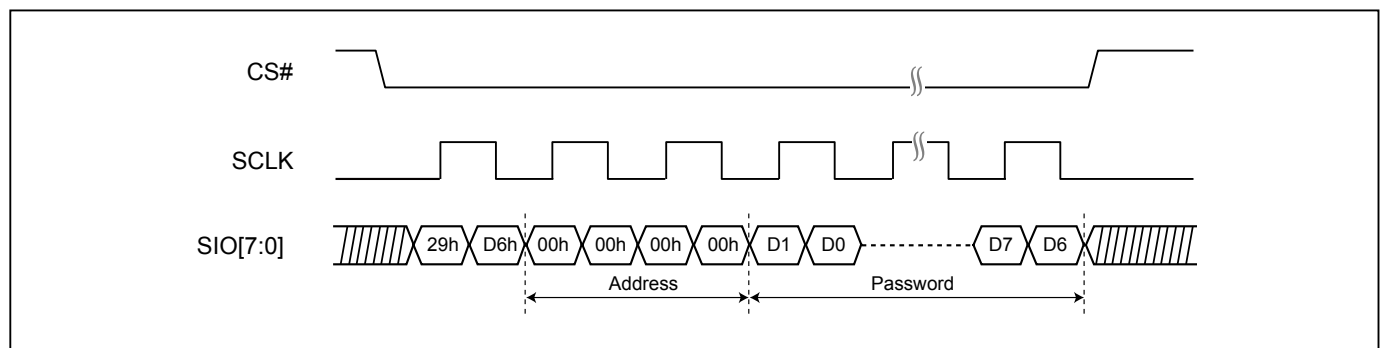 CS#
SCLK
SIO[7:0] 29h D6h 00h 00h 00h 00h D1 D0 D7 D6
Address Password